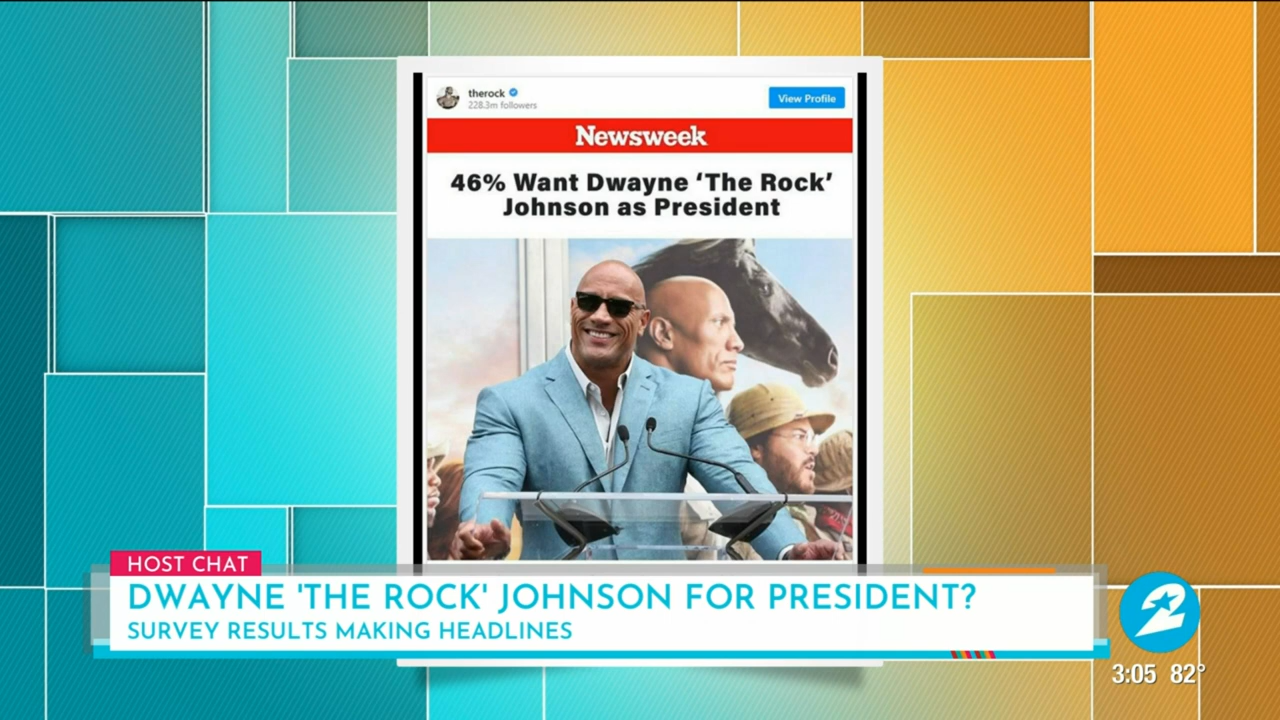 therock
228.3m followers
View Profile
Newsweek
46% Want Dwayne ‘The Rock’
Johnson as President
HOST CHAT
DWAYNE 'THE ROCK' JOHNSON FOR PRESIDENT?
SURVEY RESULTS MAKING HEADLINES
2
3:05 82°